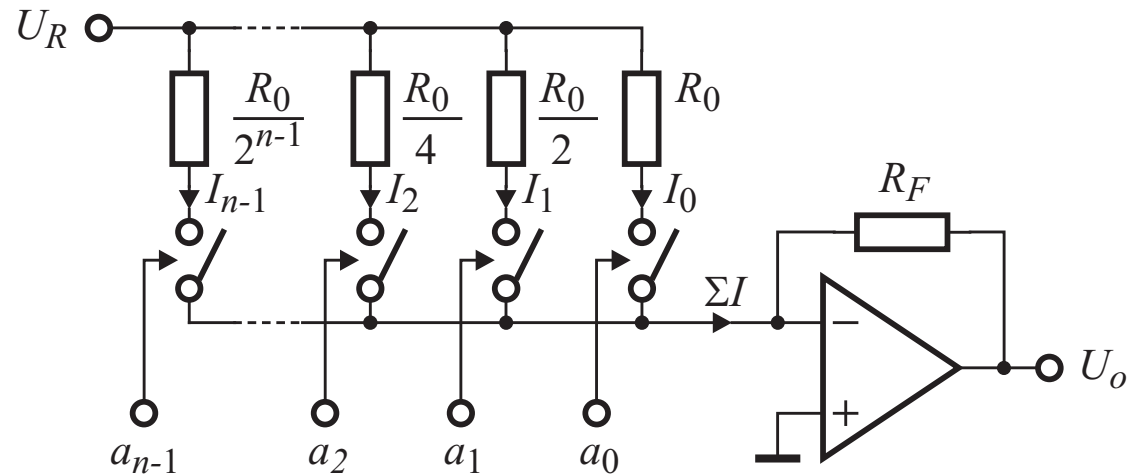 U_R
R_0 / 2^{n-1}
R_0 / 4
R_0 / 2
R_0
I_{n-1}
I_2
I_1
I_0
R_F
ΣI
−
+
U_o
a_{n-1}
a_2
a_1
a_0